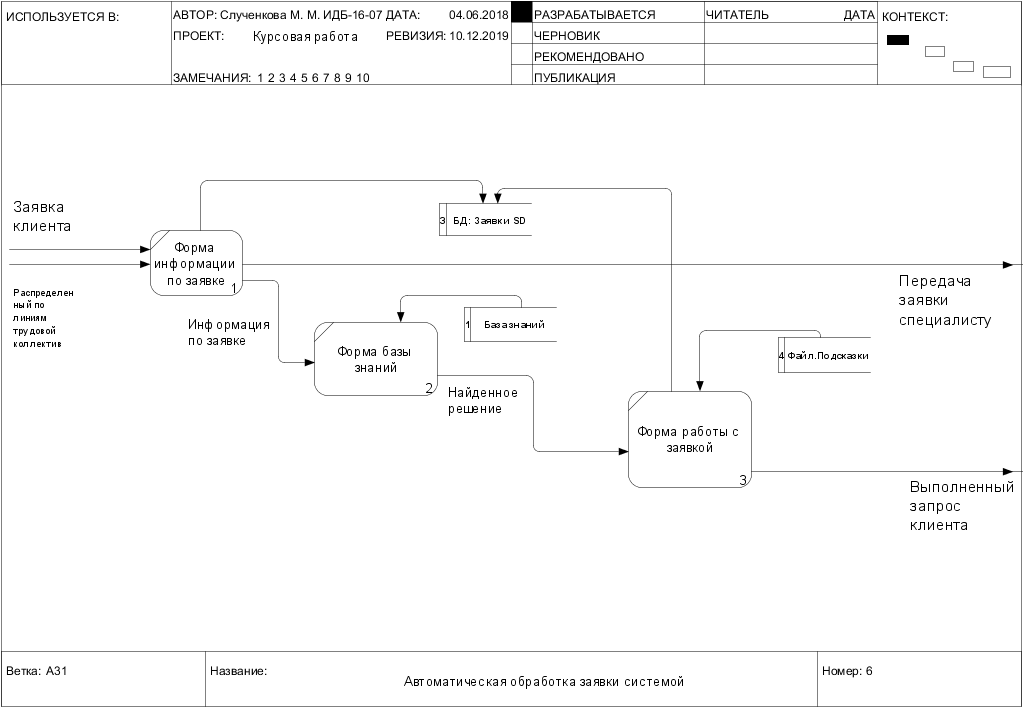 ИСПОЛЬЗУЕТСЯ В:
АВТОР: Слученкова М. М. ИДБ-16-07 ДАТА: 04.06.2018
ПРОЕКТ: Курсовая работа РЕВИЗИЯ: 10.12.2019
ЗАМЕЧАНИЯ: 1 2 3 4 5 6 7 8 9 10
РАЗРАБАТЫВАЕТСЯ
ЧЕРНОВИК
РЕКОМЕНДОВАНО
ПУБЛИКАЦИЯ
ЧИТАТЕЛЬ ДАТА
КОНТЕКСТ:
Заявка
клиента
Распределен
ный по
линиям
трудовой
коллектив
Форма
информации
по заявке
1
3 БД: Заявки SD
Информация
по заявке
1 База знаний
Форма базы
знаний
2
Найденное
решение
Передача
заявки
специалисту
4 Файл.Подсказки
Форма работы с
заявкой
3
Выполненный
запрос
клиента
Ветка: А31
Название:
Автоматическая обработка заявки системой
Номер: 6